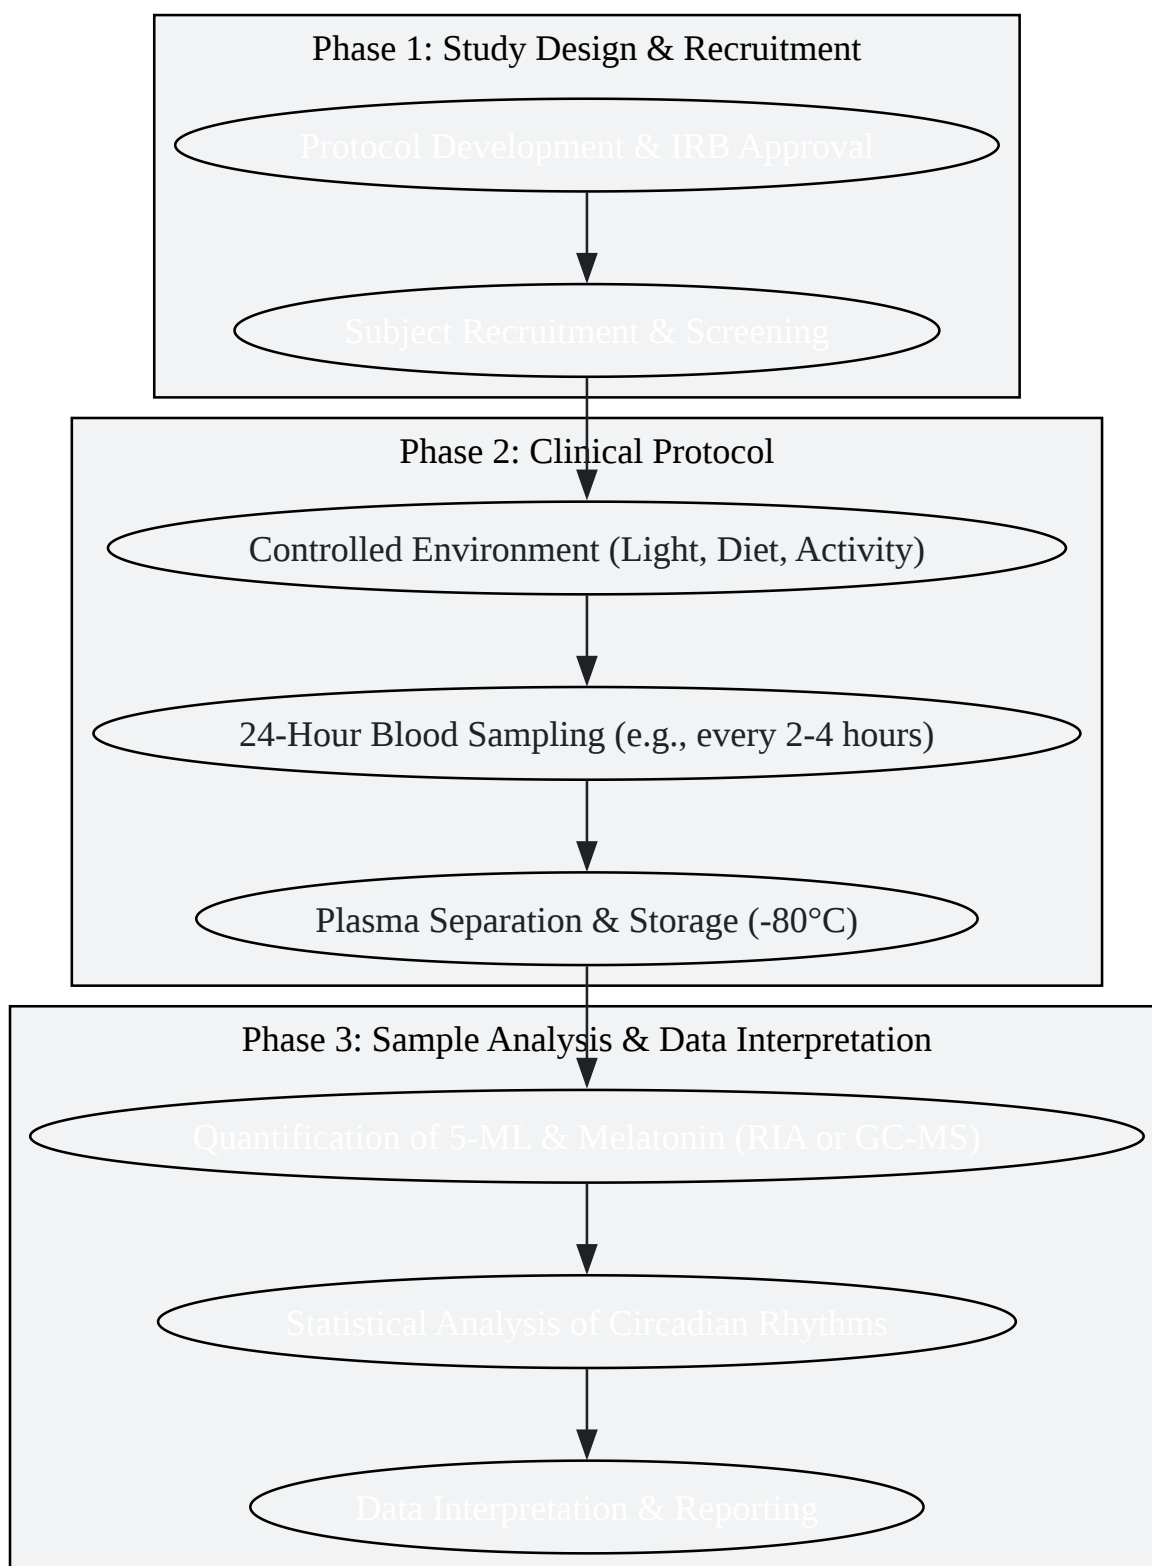 Phase 1: Study Design & Recruitment
Protocol Development & IRB Approval
Subject Recruitment & Screening
Phase 2: Clinical Protocol
Controlled Environment (Light, Diet, Activity)
24-Hour Blood Sampling (e.g., every 2-4 hours)
Plasma Separation & Storage (-80°C)
Phase 3: Sample Analysis & Data Interpretation
Quantification of 5-ML & Melatonin (RIA or GC-MS)
Statistical Analysis of Circadian Rhythms
Data Interpretation & Reporting